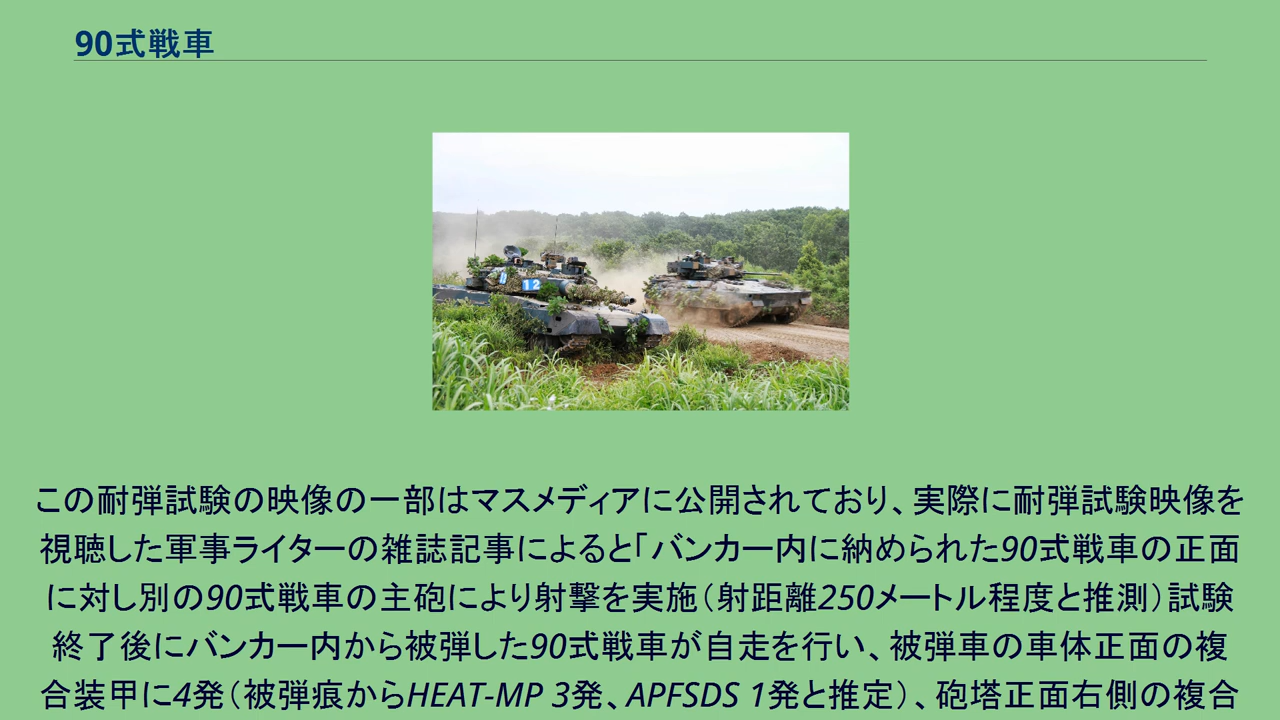 90式戦車
12
この耐弾試験の映像の一部はマスメディアに公開されており、実際に耐弾試験映像を
視聴した軍事ライターの雑誌記事によると「バンカー内に納められた90式戦車の正面
に対し別の90式戦車の主砲により射撃を実施（射距離250メートル程度と推測）試験
終了後にバンカー内から被弾した90式戦車が自走を行い、被弾車の車体正面の複
合装甲に4発（被弾痕からHEAT-MP 3発、APFSDS 1発と推定）、砲塔正面右側の複合